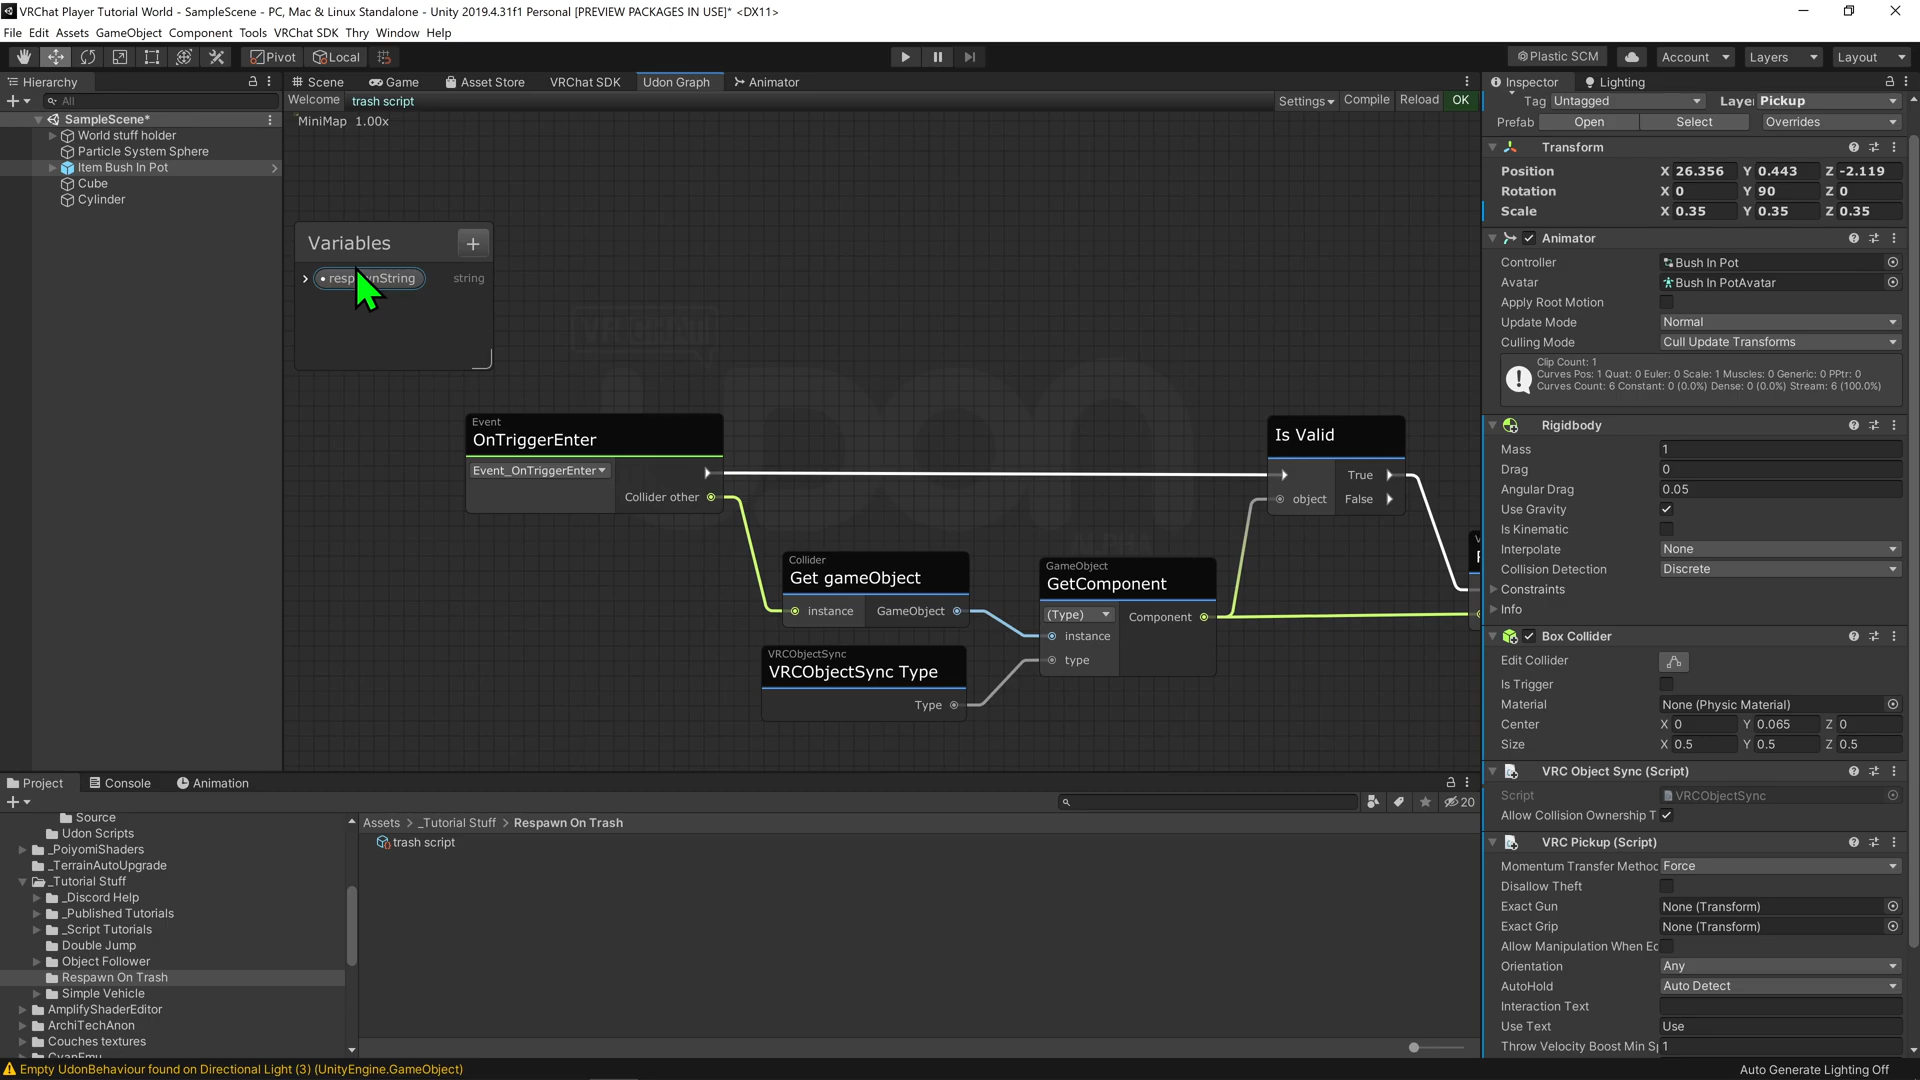 VRChat Player Tutorial World - SampleScene - PC, Mac & Linux Standalone - Unity 2019.4.31f1 Personal [PREVIEW PACKAGES IN USE]* <DX11>
File Edit Assets GameObject Component Tools VRChat SDK Thry Window Help
Pivot Local Plastic SCM Account Layers Layout
Hierarchy Scene Game Asset Store VRChat SDK Udon Graph Animator Inspector Lighting
All Welcome trash script Settings Compile Reload OK
MiniMap 1.00x
SampleScene*
World stuff holder
Particle System Sphere
Item Bush In Pot
Cube
Cylinder
Variables +
string
Event
OnTriggerEnter
Event_OnTriggerEnter
Collider other
Is Valid
True
object False
Collider
Get gameObject
instance GameObject
VRCObjectSync
VRCObjectSync Type
Type
GameObject
GetComponent
(Type) Component
instance
type
Tag Untagged Laye Pickup
Prefab Open Select Overrides
Transform
Position X 26.356 Y 0.443 Z -2.119
Rotation X 0 Y 90 Z 0
Scale X 0.35 Y 0.35 Z 0.35
Animator
Controller Bush In Pot
Avatar Bush In PotAvatar
Apply Root Motion
Update Mode Normal
Culling Mode Cull Update Transforms
Clip Count: 1
Curves Pos: 1 Quat: 0 Euler: 0 Scale: 1 Muscles: 0 Generic: 0 PPtr: 0
Curves Count: 6 Constant: 0 (0.0%) Dense: 0 (0.0%) Stream: 6 (100.0%)
Rigidbody
Mass 1
Drag 0
Angular Drag 0.05
Use Gravity
Is Kinematic
Interpolate None
Collision Detection Discrete
Constraints
Info
Box Collider
Edit Collider
Is Trigger
Material None (Physic Material)
Center X 0 Y 0.065 Z 0
Size X 0.5 Y 0.5 Z 0.5
VRC Object Sync (Script)
Script VRCObjectSync
Allow Collision Ownership T
VRC Pickup (Script)
Momentum Transfer Methoc Force
Disallow Theft
Exact Gun None (Transform)
Exact Grip None (Transform)
Allow Manipulation When Ec
Orientation Any
AutoHold Auto Detect
Interaction Text
Use Text Use
Throw Velocity Boost Min S 1
Project Console Animation
20
Source
Udon Scripts
_PoiyomiShaders
_TerrainAutoUpgrade
_Tutorial Stuff
_Discord Help
_Published Tutorials
_Script Tutorials
Double Jump
Object Follower
Respawn On Trash
Simple Vehicle
AmplifyShaderEditor
ArchiTechAnon
Couches textures
CyanEmu
Assets > _Tutorial Stuff > Respawn On Trash
trash script
Empty UdonBehaviour found on Directional Light (3) (UnityEngine.GameObject)
Auto Generate Lighting Off